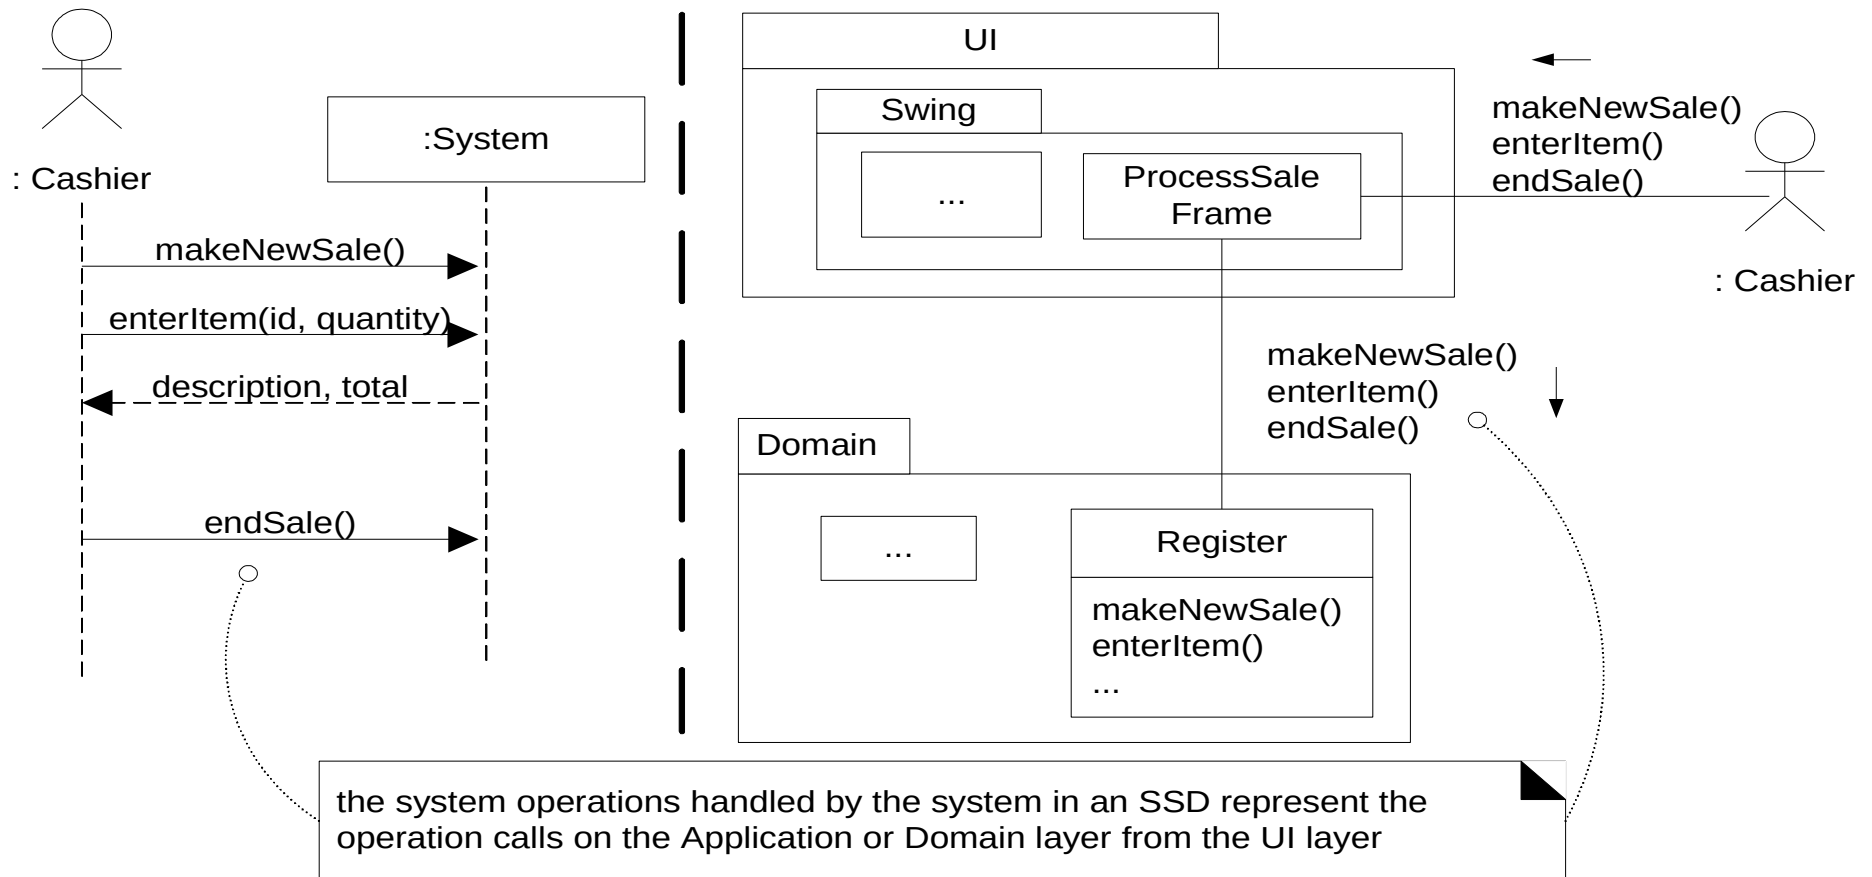 : Cashier
:System
makeNewSale()
enterItem(id, quantity)
description, total
endSale()
UI
Swing
...
ProcessSale
Frame
makeNewSale()
enterItem()
endSale()
: Cashier
makeNewSale()
enterItem()
endSale()
Domain
...
Register
makeNewSale()
enterItem()
...
the system operations handled by the system in an SSD represent the
operation calls on the Application or Domain layer from the UI layer